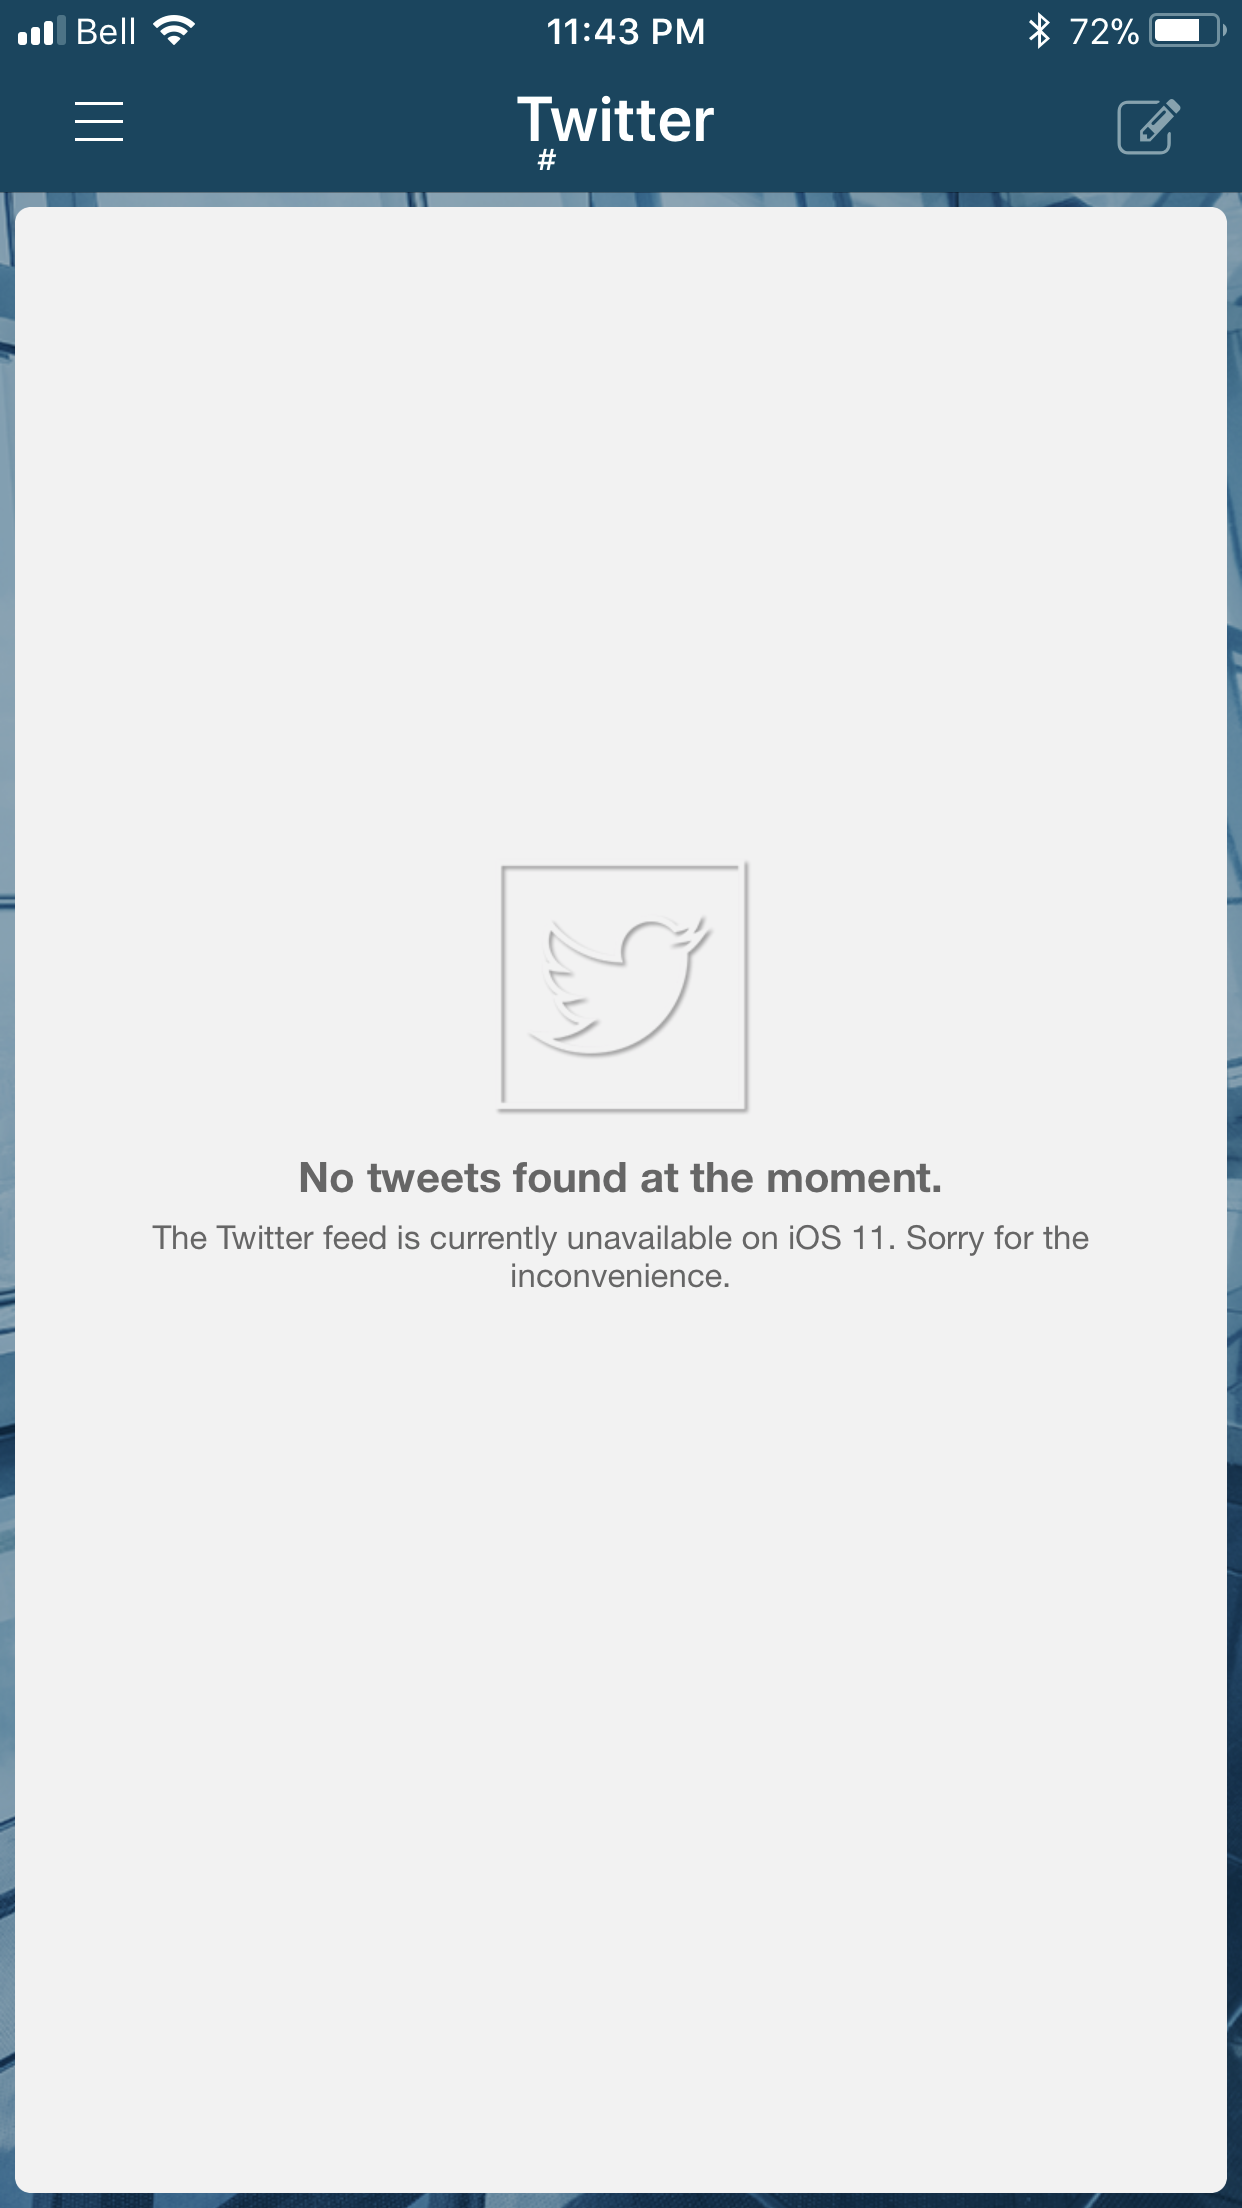 Bell 11:43 PM 72%
Twitter
#
No tweets found at the moment.
The Twitter feed is currently unavailable on iOS 11. Sorry for the
inconvenience.